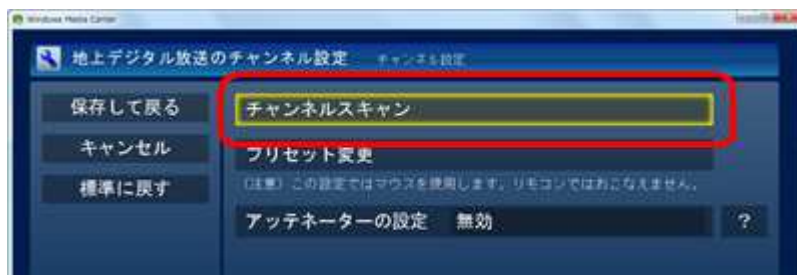 Windows Media Center
地上デジタル放送のチャンネル設定 チャンネル設定
保存して戻る
チャンネルスキャン
キャンセル
プリセット変更
(注意) この設定ではマウスを使用します。リモコンではおこなえません。
標準に戻す
アッテネーターの設定 無効 ?